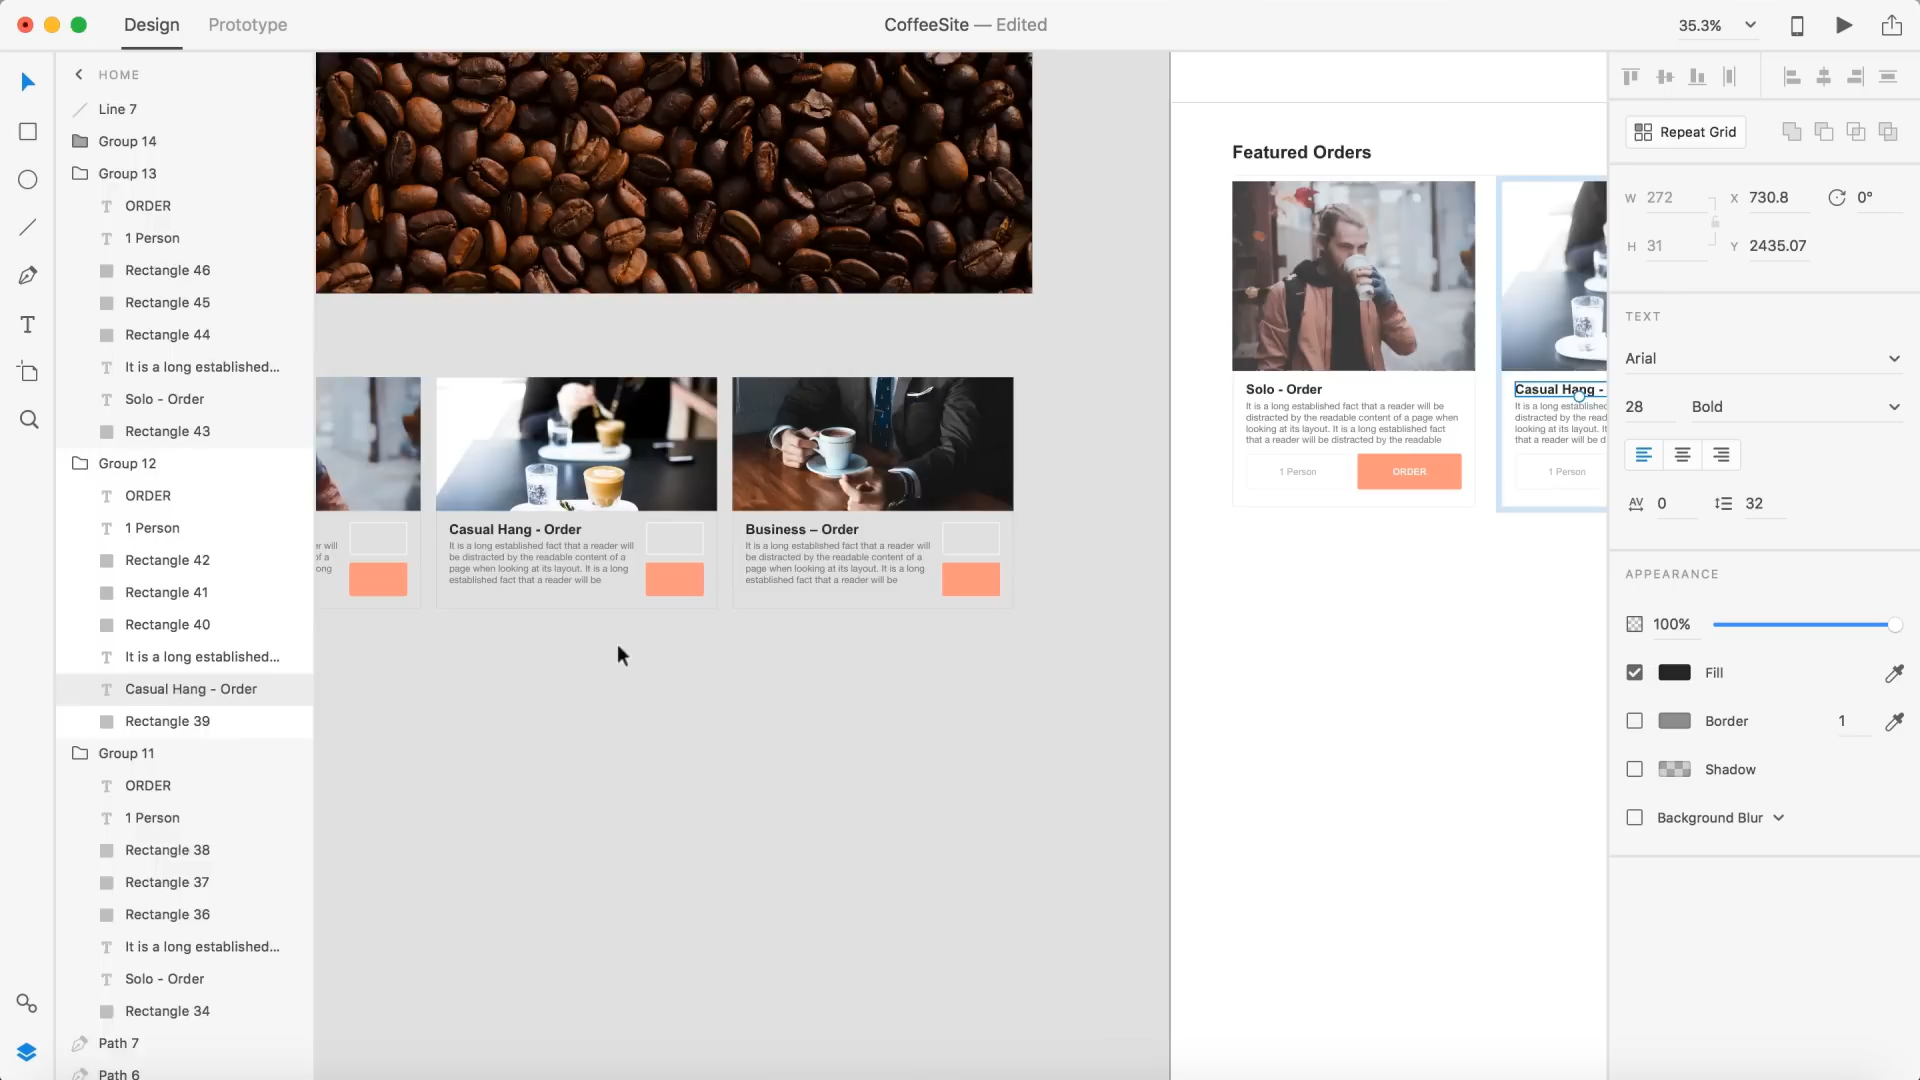 Design
Prototype
CoffeeSite — Edited
35.3%
HOME
Line 7
Group 14
Group 13
ORDER
1 Person
Rectangle 46
Rectangle 45
Rectangle 44
It is a long established...
Solo - Order
Rectangle 43
Group 12
ORDER
1 Person
Rectangle 42
Rectangle 41
Rectangle 40
It is a long established...
Casual Hang - Order
Rectangle 39
Group 11
ORDER
1 Person
Rectangle 38
Rectangle 37
Rectangle 36
It is a long established...
Solo - Order
Rectangle 34
Path 7
Path 6
er will
of a
ong
Casual Hang - Order
It is a long established fact that a reader will
be distracted by the readable content of a
page when looking at its layout. It is a long
established fact that a reader will be
Business – Order
It is a long established fact that a reader will
be distracted by the readable content of a
page when looking at its layout. It is a long
established fact that a reader will be
Featured Orders
Solo - Order
It is a long established fact that a reader will be
distracted by the readable content of a page when
looking at its layout. It is a long established fact
that a reader will be distracted by the readable
1 Person
ORDER
Casual Hang -
It is a long established
distracted by the read
looking at its layout. It
that a reader will be d
1 Person
Repeat Grid
W 272
X 730.8
0°
H 31
Y 2435.07
TEXT
Arial
28
Bold
AV 0
32
APPEARANCE
100%
Fill
Border
1
Shadow
Background Blur